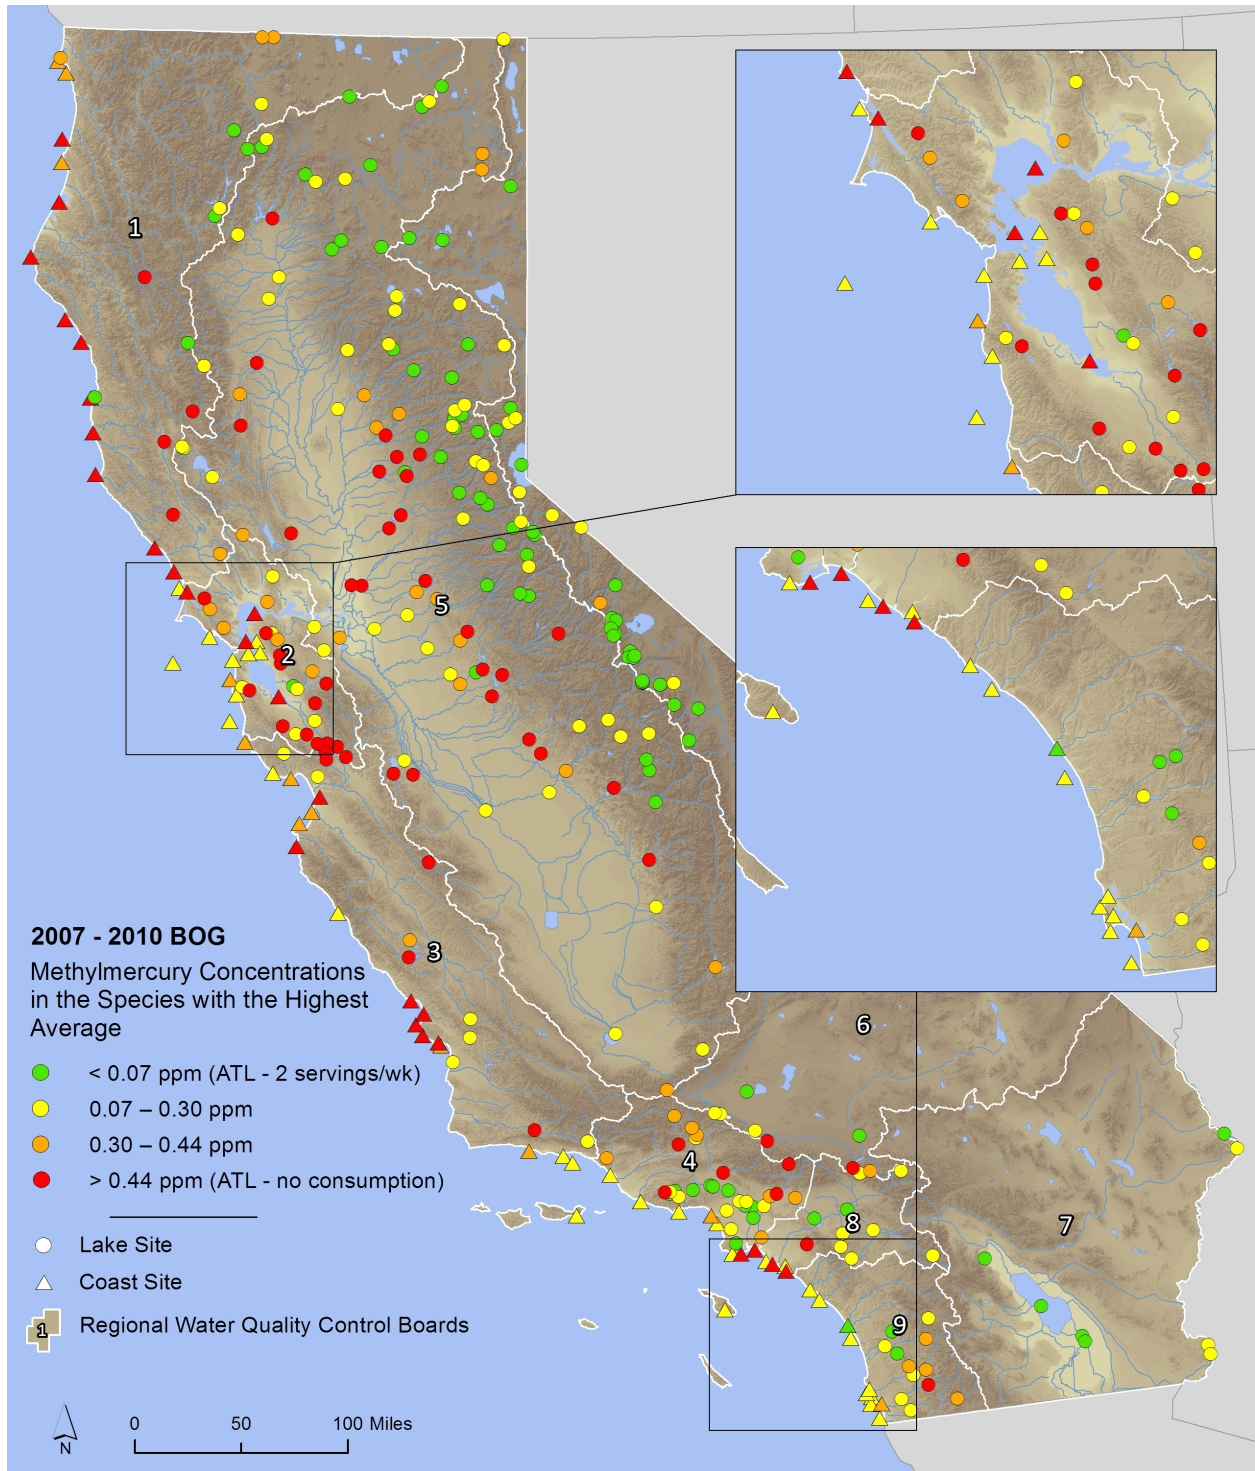 1
2
5
3
6
4
7
8
9
2007 - 2010 BOG
Methylmercury Concentrations
in the Species with the Highest
Average
< 0.07 ppm (ATL - 2 servings/wk)
0.07 – 0.30 ppm
0.30 – 0.44 ppm
> 0.44 ppm (ATL - no consumption)
Lake Site
Coast Site
1
Regional Water Quality Control Boards
N
0 50 100 Miles